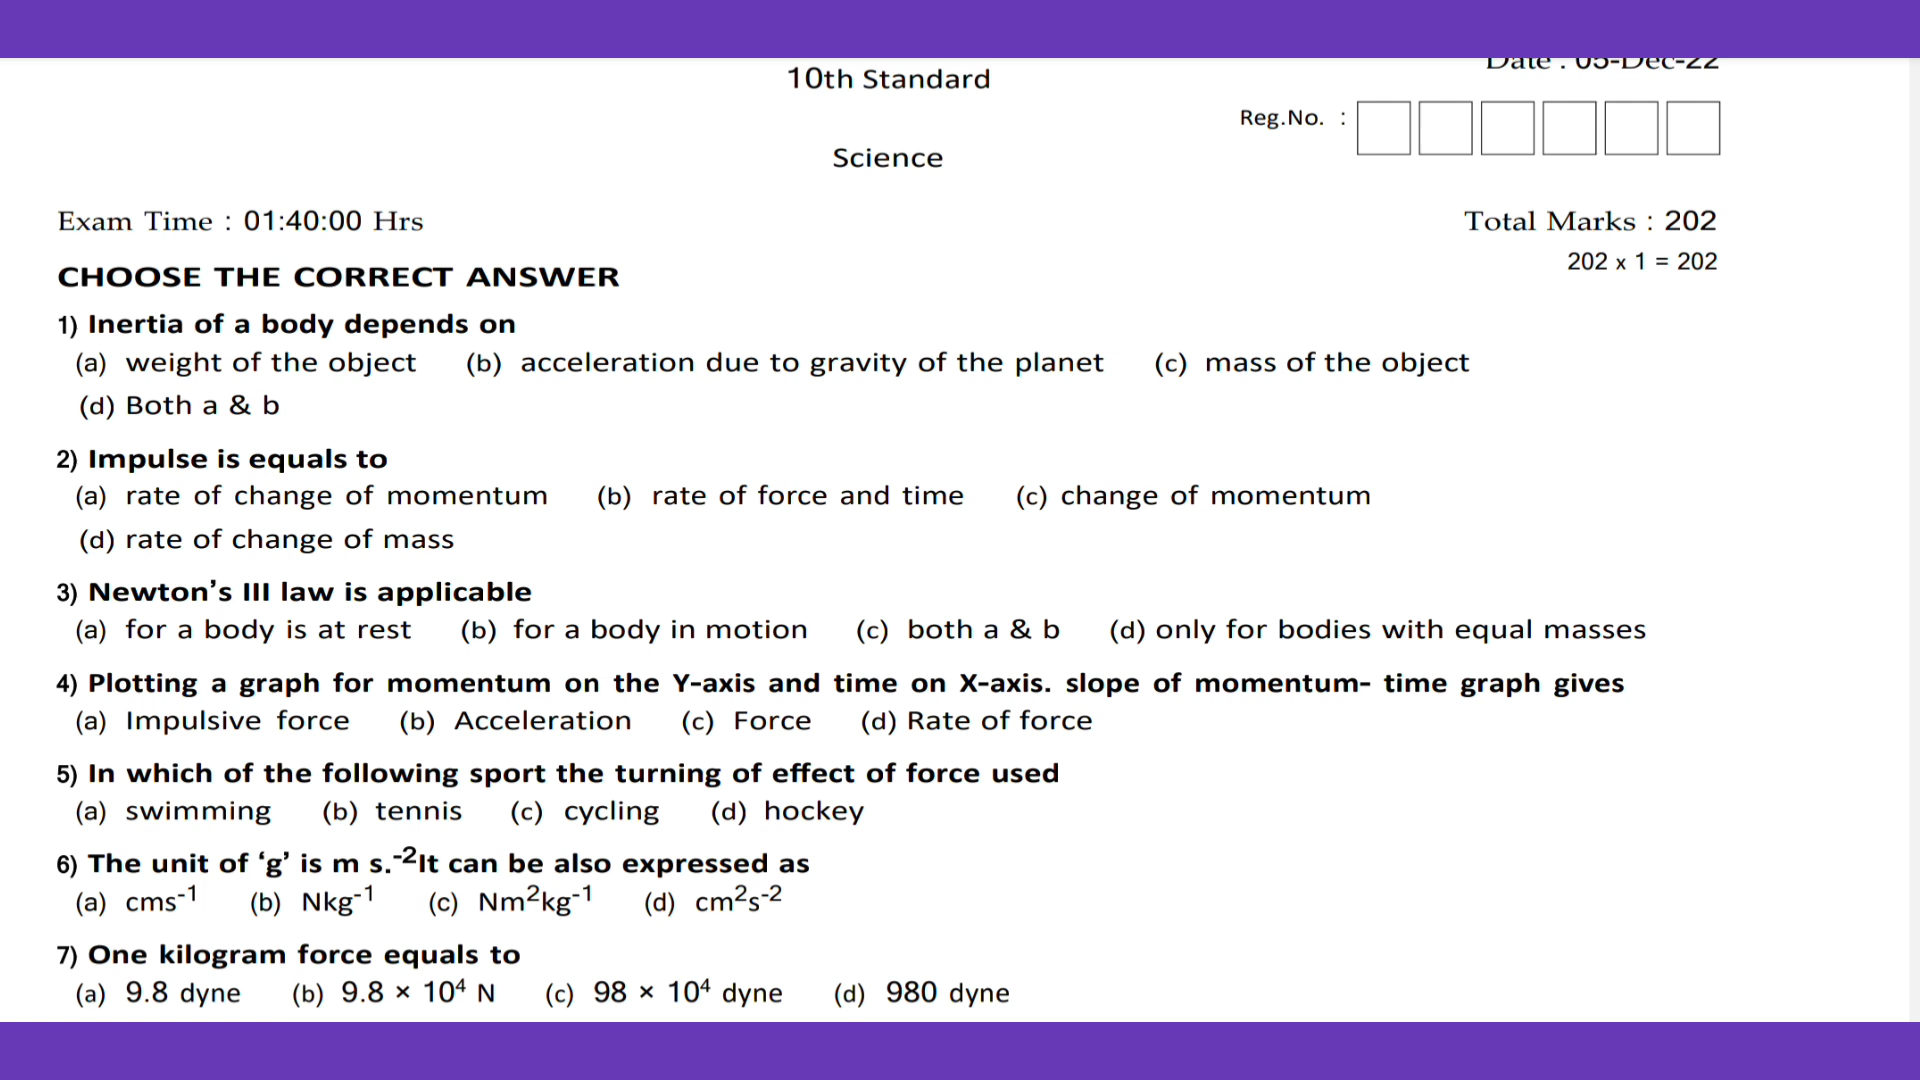 Date : 05-Dec-22
10th Standard
Reg.No. :
Science
Exam Time : 01:40:00 Hrs
Total Marks : 202
202 x 1 = 202
CHOOSE THE CORRECT ANSWER
1) Inertia of a body depends on
(a) weight of the object (b) acceleration due to gravity of the planet (c) mass of the object
(d) Both a & b
2) Impulse is equals to
(a) rate of change of momentum (b) rate of force and time (c) change of momentum
(d) rate of change of mass
3) Newton’s III law is applicable
(a) for a body is at rest (b) for a body in motion (c) both a & b (d) only for bodies with equal masses
4) Plotting a graph for momentum on the Y-axis and time on X-axis. slope of momentum- time graph gives
(a) Impulsive force (b) Acceleration (c) Force (d) Rate of force
5) In which of the following sport the turning of effect of force used
(a) swimming (b) tennis (c) cycling (d) hockey
6) The unit of ‘g’ is m s.⁻²It can be also expressed as
(a) cms⁻¹ (b) Nkg⁻¹ (c) Nm²kg⁻¹ (d) cm²s⁻²
7) One kilogram force equals to
(a) 9.8 dyne (b) 9.8 × 10⁴ N (c) 98 × 10⁴ dyne (d) 980 dyne